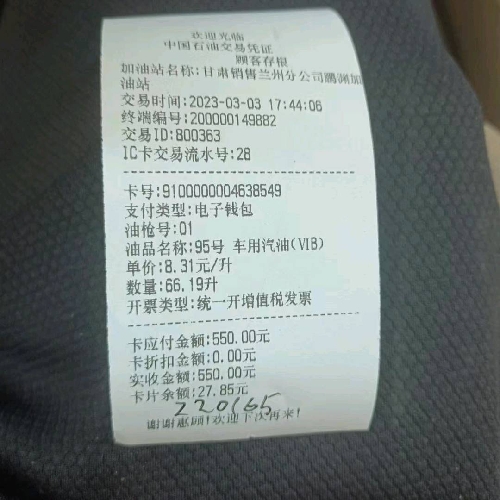 欢迎光临
中国石油交易凭证
顾客存根
加油站名称:甘肃销售兰州分公司鹏渊加
油站
交易时间:2023-03-03 17:44:06
终端编号:200000149882
交易ID:800363
IC卡交易流水号:28
卡号:9100000004638549
支付类型:电子钱包
油枪号:01
油品名称:95号 车用汽油(VIB)
单价:8.31元/升
数量:66.19升
开票类型:统一开增值税发票
卡应付金额:550.00元
卡折扣金额:0.00元
实收金额:550.00元
卡片余额:27.85元
220165
谢谢惠顾!欢迎下次再来!